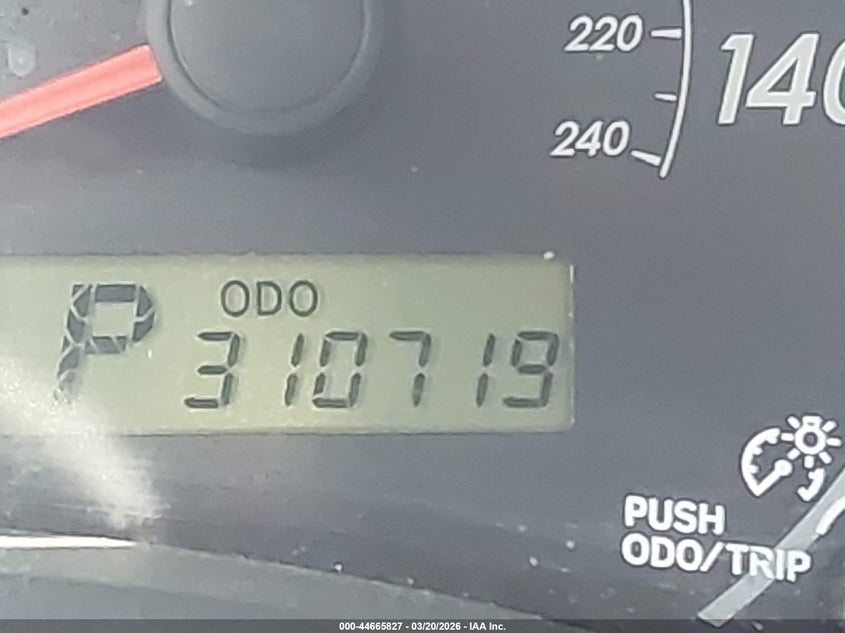 220
140
240
ODO
P 310719
PUSH
ODO/TRIP
000-44665827 - 03/20/2026 - IAA Inc.